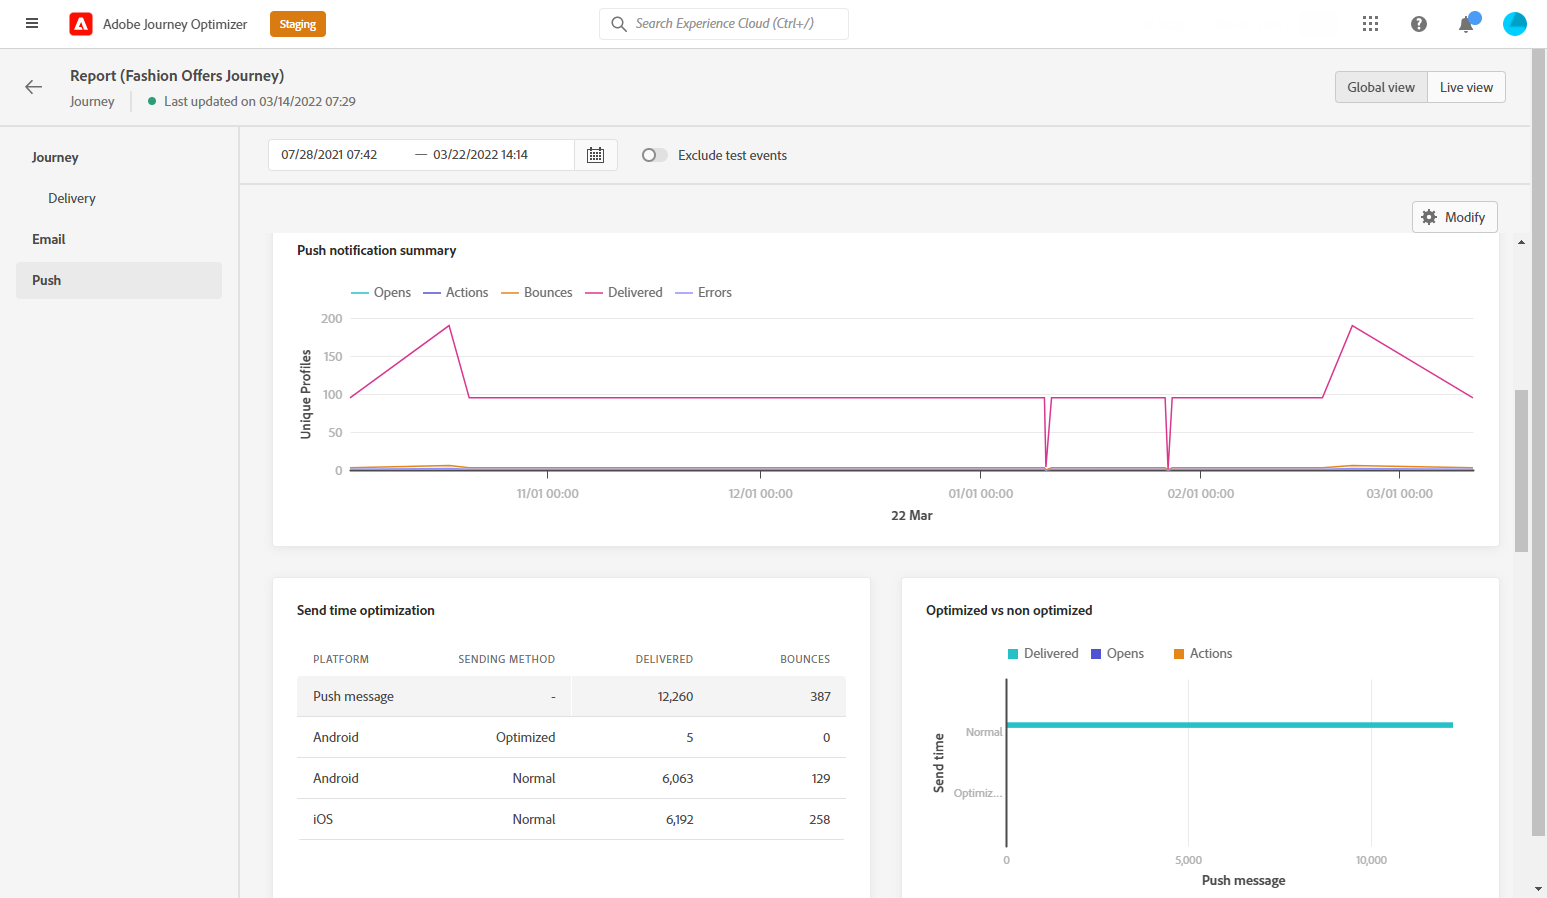 Adobe Journey Optimizer
Staging
Search Experience Cloud (Ctrl+/)
Report (Fashion Offers Journey)
Journey
Last updated on 03/14/2022 07:29
Global view
Live view
Journey
Delivery
Email
Push
07/28/2021 07:42 — 03/22/2022 14:14
Exclude test events
Modify
Push notification summary
Opens Actions Bounces Delivered Errors
Unique Profiles
200
150
100
50
0
11/01 00:00 12/01 00:00 01/01 00:00 02/01 00:00 03/01 00:00
22 Mar
Send time optimization
PLATFORM SENDING METHOD DELIVERED BOUNCES
Push message - 12,260 387
Android Optimized 5 0
Android Normal 6,063 129
iOS Normal 6,192 258
Optimized vs non optimized
Delivered Opens Actions
Send time
Normal
Optimiz...
0 5,000 10,000
Push message